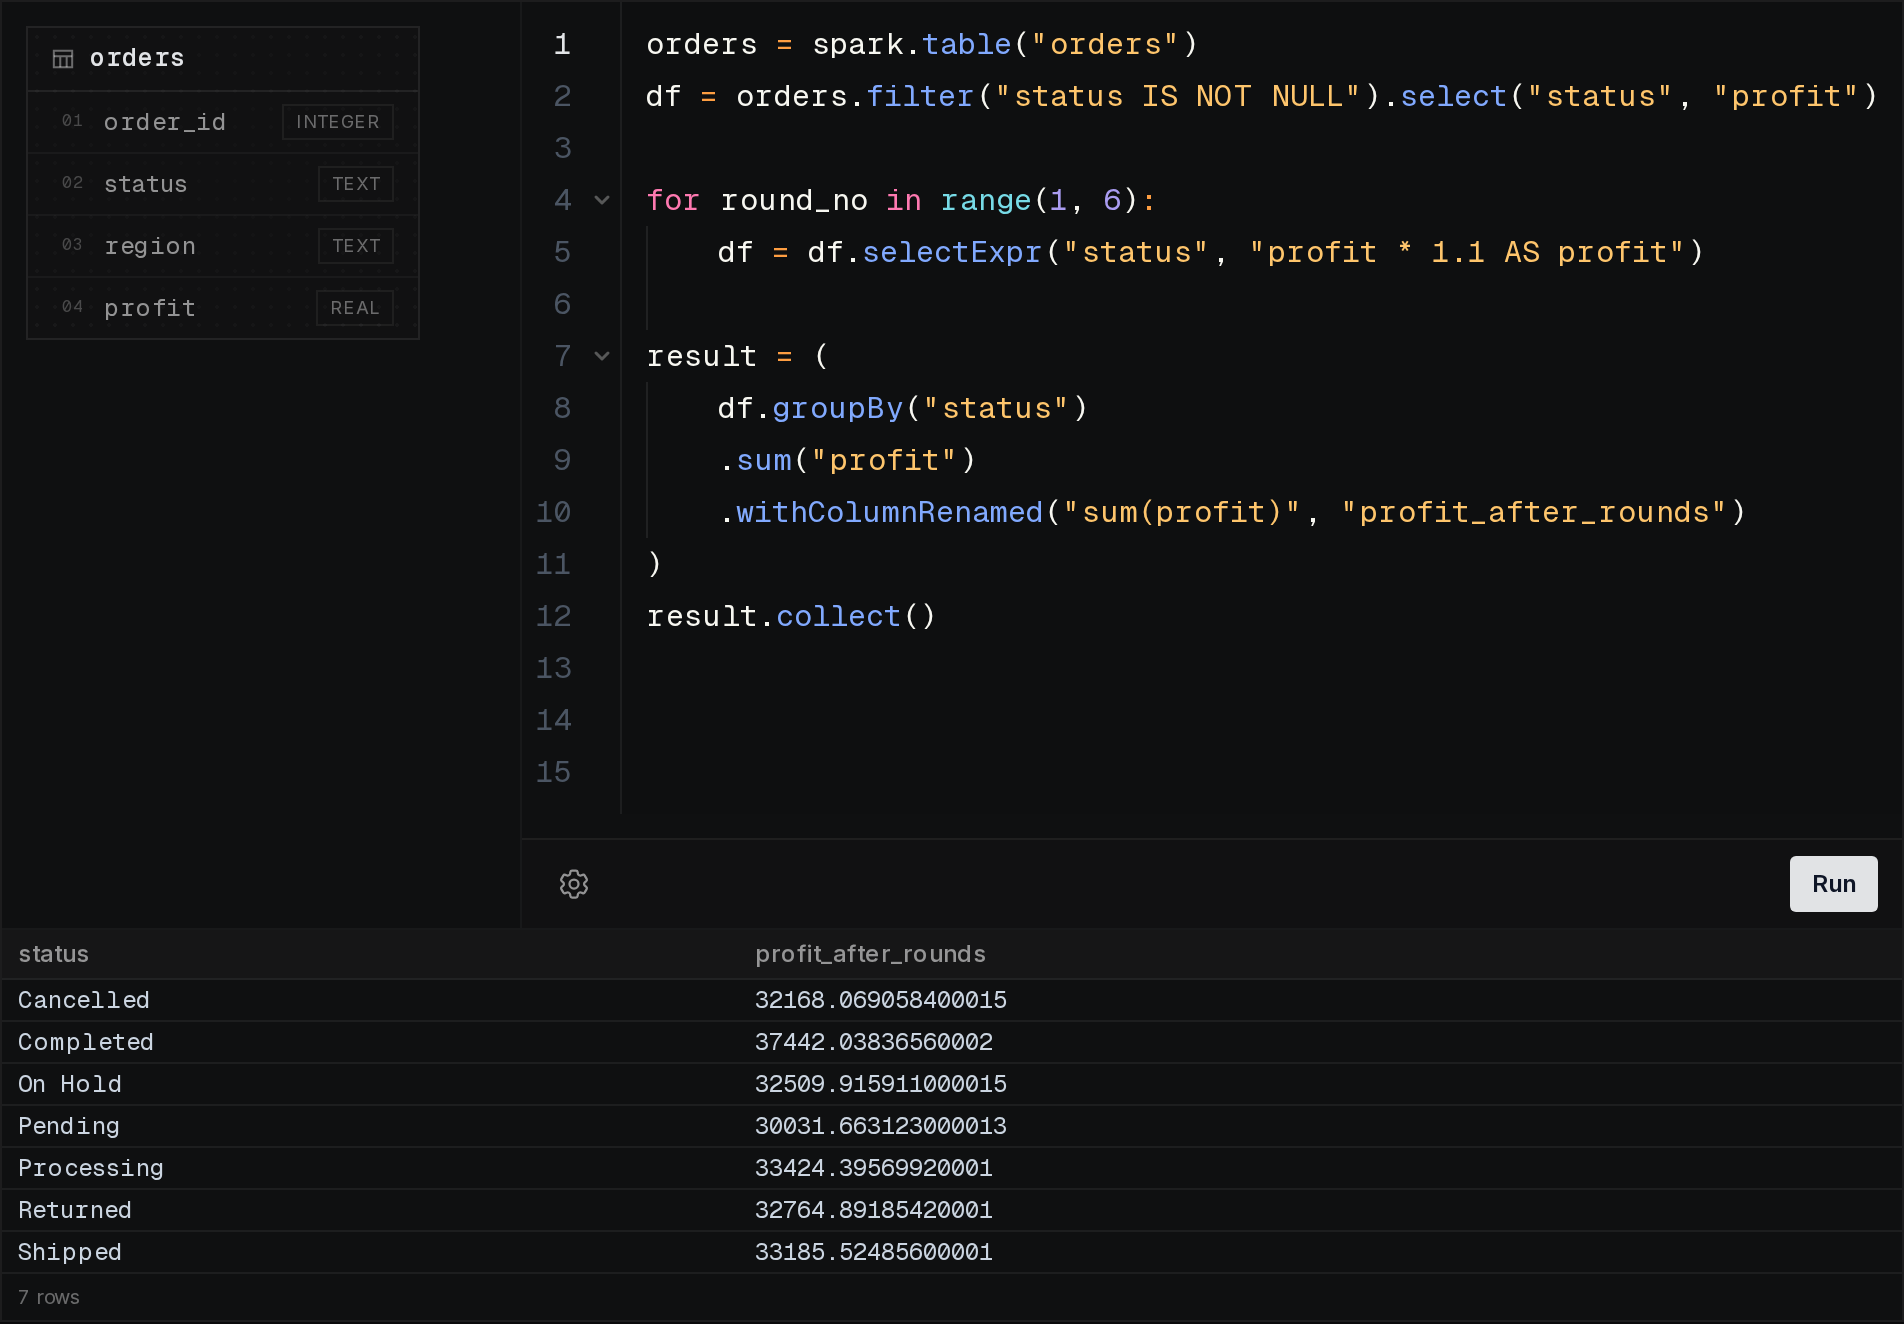 orders
01 order_id INTEGER
02 status TEXT
03 region TEXT
04 profit REAL
1 orders = spark.table("orders")
2 df = orders.filter("status IS NOT NULL").select("status", "profit")
3
4 for round_no in range(1, 6):
5     df = df.selectExpr("status", "profit * 1.1 AS profit")
6
7 result = (
8     df.groupBy("status")
9     .sum("profit")
10     .withColumnRenamed("sum(profit)", "profit_after_rounds")
11 )
12 result.collect()
13
14
15
Run
status profit_after_rounds
Cancelled 32168.069058400015
Completed 37442.03836560002
On Hold 32509.915911000015
Pending 30031.663123000013
Processing 33424.39569920001
Returned 32764.89185420001
Shipped 33185.52485600001
7 rows